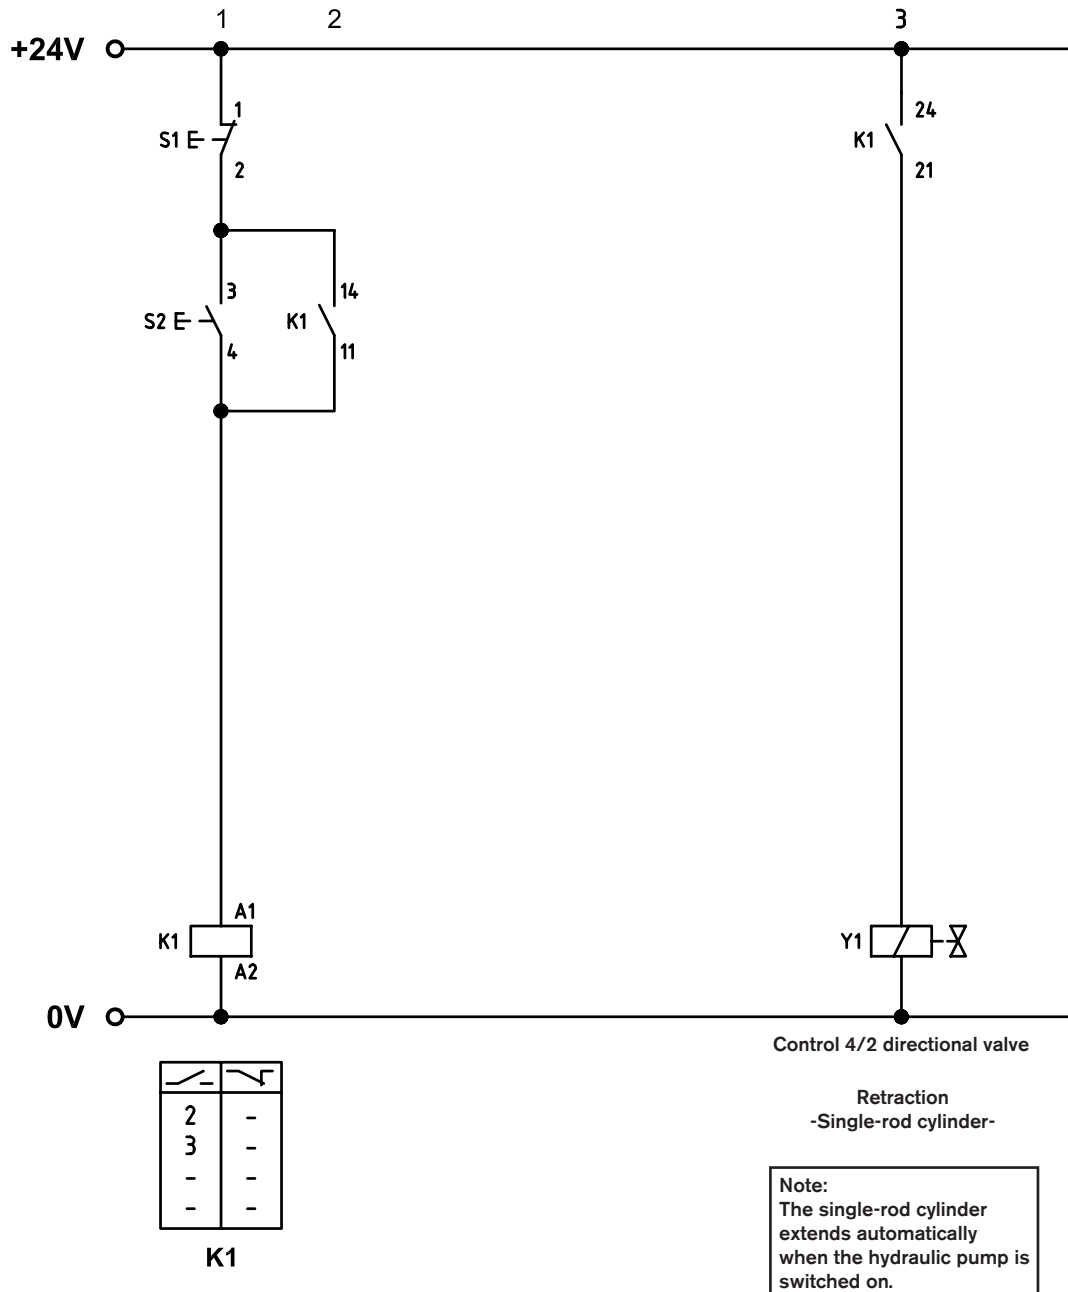 1 2 3
+24V
1
24
S1
K1
2
21
3
14
S2
K1
4
11
A1
K1
Y1
A2
0V
Control 4/2 directional valve
Retraction
-Single-rod cylinder-
2 -
3 -
- -
- -
K1
Note:
The single-rod cylinder
extends automatically
when the hydraulic pump is
switched on.